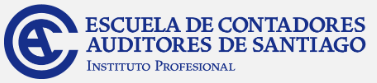 ESCUELA DE CONTADORES
AUDITORES DE SANTIAGO
INSTITUTO PROFESIONAL